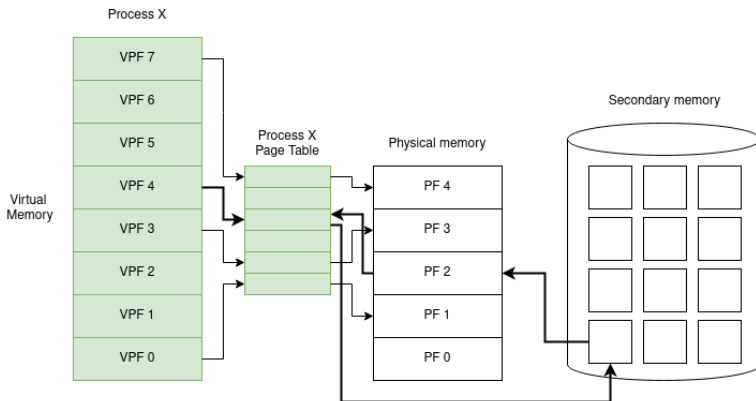 Process X
VPF 7
VPF 6
VPF 5
VPF 4
VPF 3
VPF 2
VPF 1
VPF 0
Virtual
Memory
Process X
Page Table
Physical memory
PF 4
PF 3
PF 2
PF 1
PF 0
Secondary memory